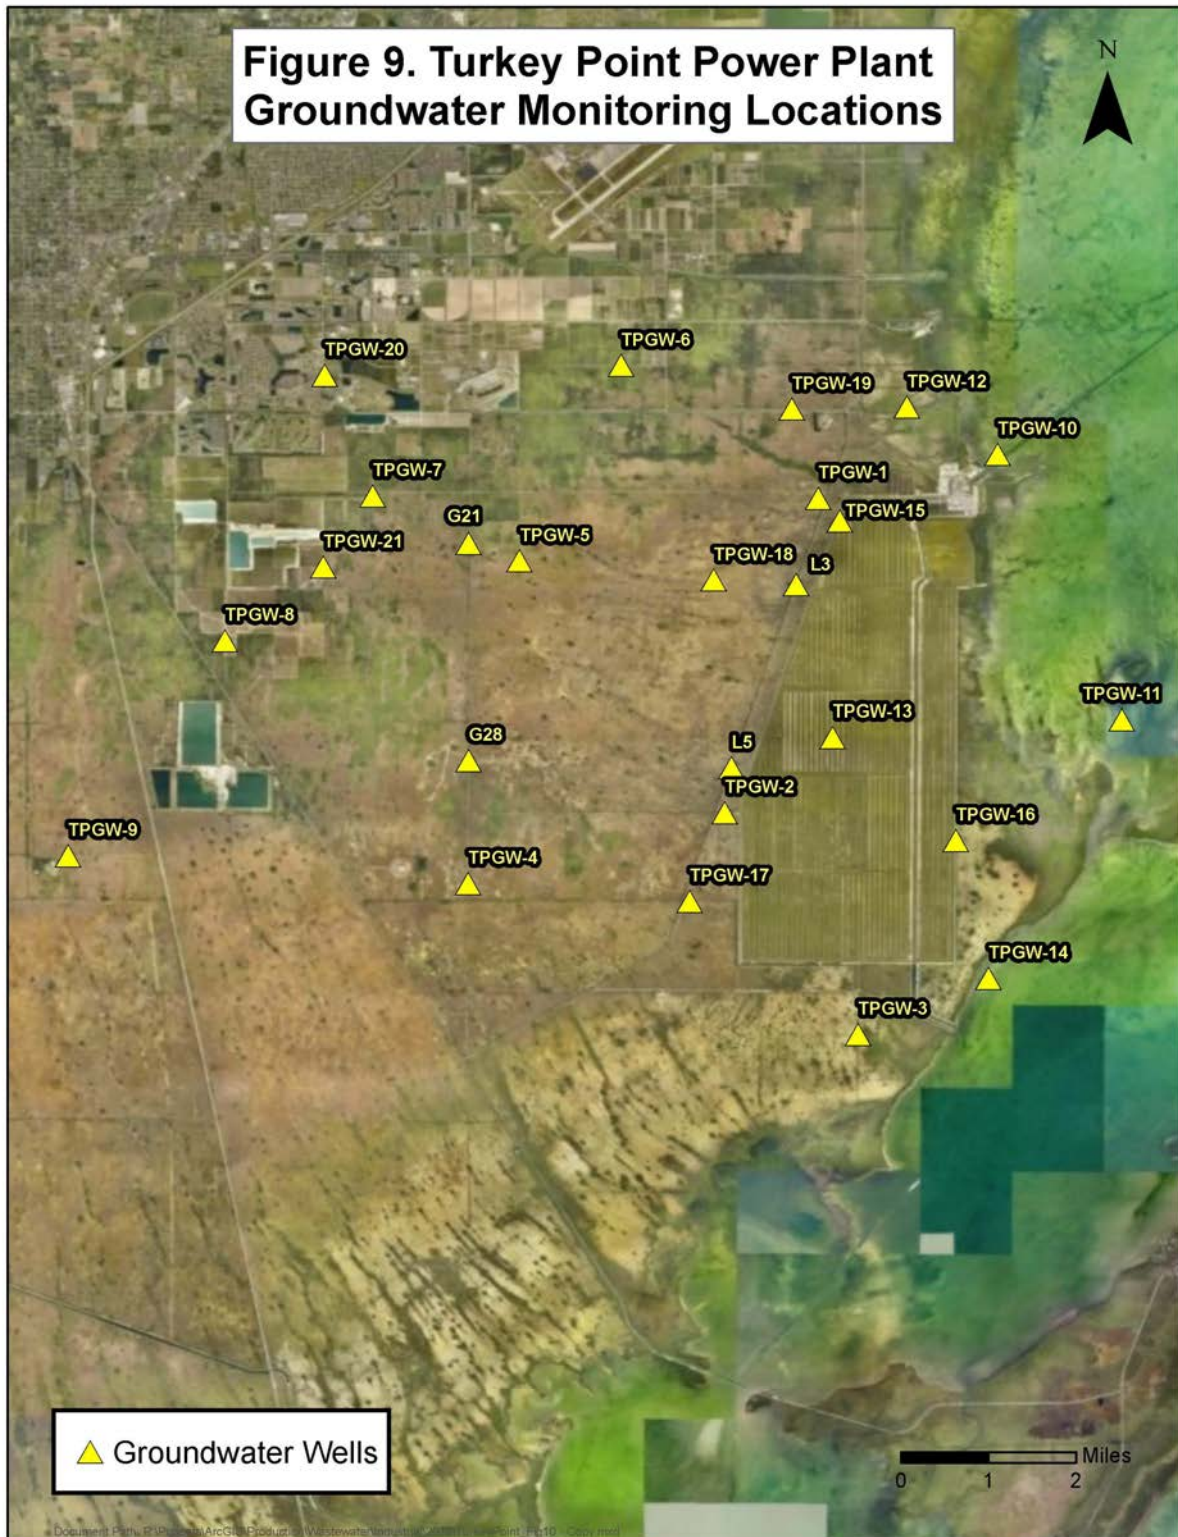 Figure 9. Turkey Point Power Plant
Groundwater Monitoring Locations
N
TPGW-6
TPGW-20
TPGW-19
TPGW-12
TPGW-10
TPGW-7
TPGW-1
G21
TPGW-15
TPGW-5
TPGW-21
TPGW-18
L3
TPGW-8
TPGW-11
TPGW-13
G28
L5
TPGW-2
TPGW-16
TPGW-9
TPGW-4
TPGW-17
TPGW-14
TPGW-3
Groundwater Wells
Miles
0 1 2
Document Path: